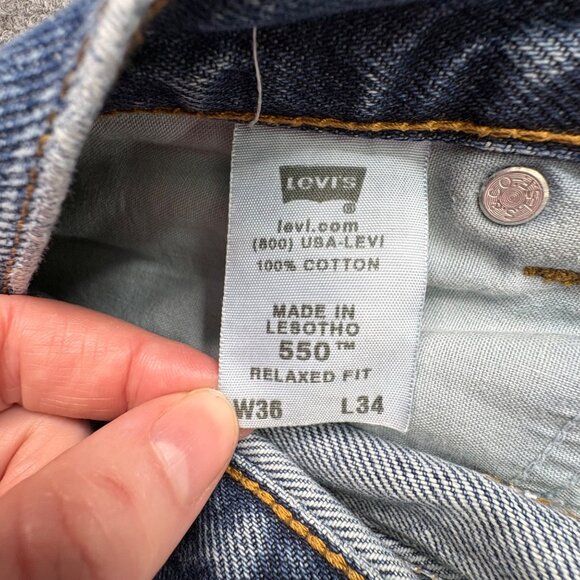 LEVI'S
®
levi.com
(800) USA-LEVI
100% COTTON
MADE IN
LESOTHO
550™
RELAXED FIT
W36 L34